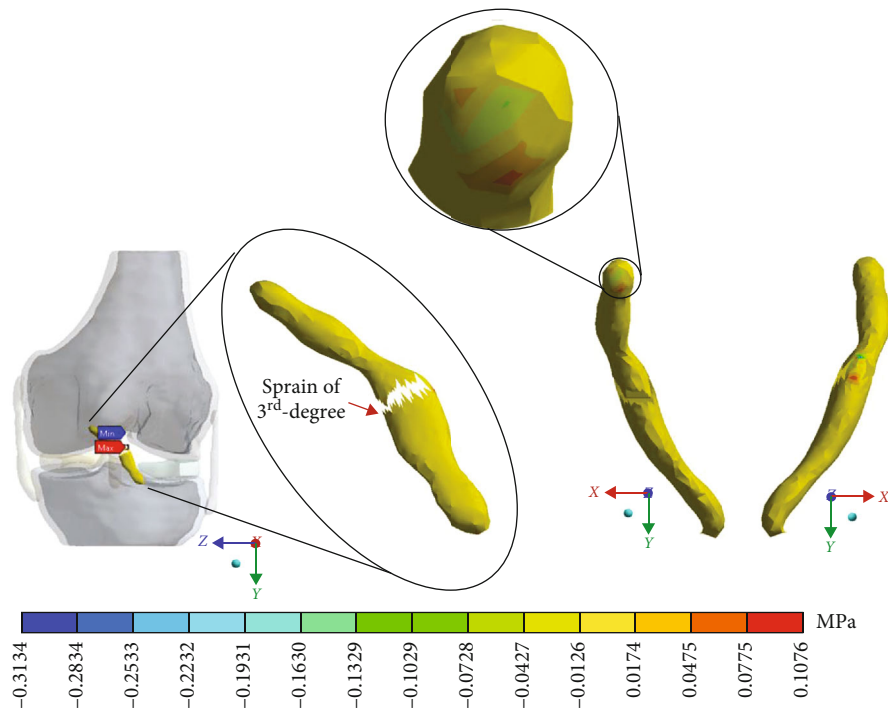 Sprain of
3rd-degree
Min
Max
Z
X
Y
X
Z
Y
Z
X
Y
MPa
−0.3134
−0.2834
−0.2533
−0.2232
−0.1931
−0.1630
−0.1329
−0.1029
−0.0728
−0.0427
−0.0126
0.0174
0.0475
0.0775
0.1076